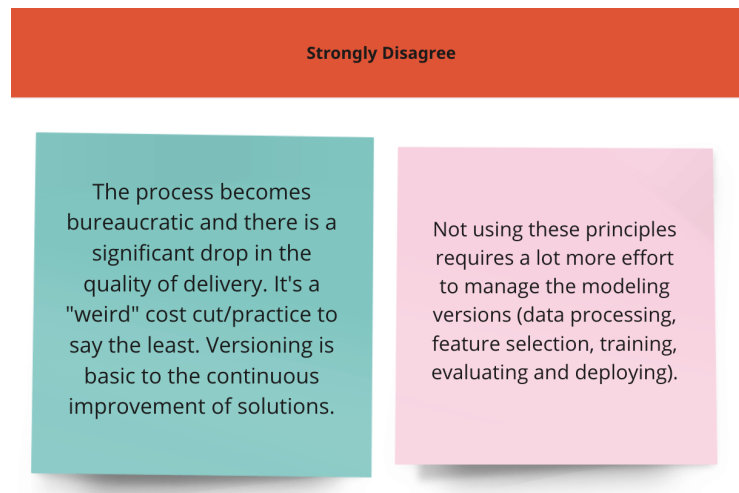 Strongly Disagree
The process becomes
bureaucratic and there is a
significant drop in the
quality of delivery. It's a
"weird" cost cut/practice to
say the least. Versioning is
basic to the continuous
improvement of solutions.
Not using these principles
requires a lot more effort
to manage the modeling
versions (data processing,
feature selection, training,
evaluating and deploying).